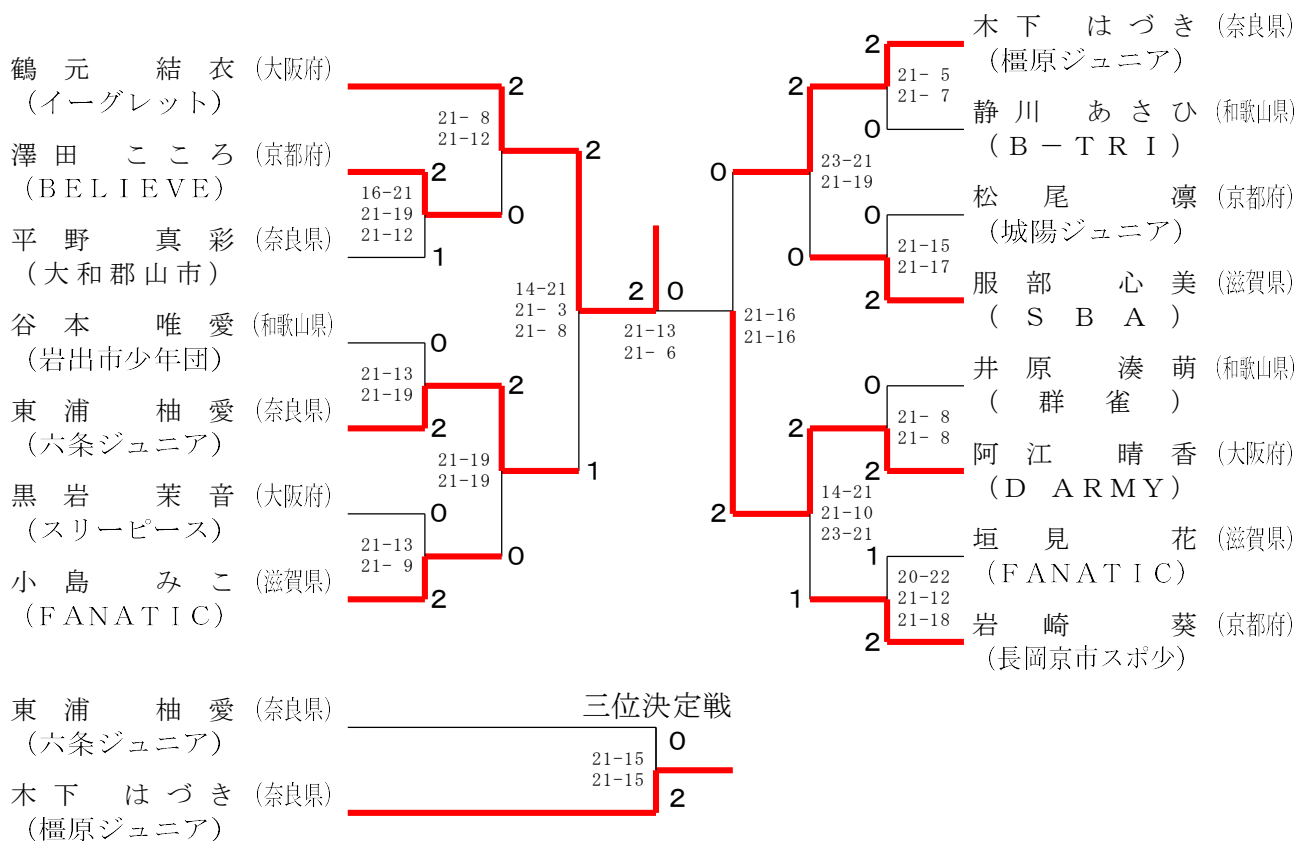 鶴元 結衣 (大阪府)
(イーグレット)
澤田 こころ (京都府)
(BELIEVE)
平野 真彩 (奈良県)
(大和郡山市)
谷本 唯愛 (和歌山県)
(岩出市少年団)
東浦 柚愛 (奈良県)
(六条ジュニア)
黒岩 茉音 (大阪府)
(スリーピース)
小島 みこ (滋賀県)
(FANATIC)
2
21- 8
21-12
0
2
16-21
21-19
21-12
1
0
21-13
21-19
2
0
21-13
21- 9
2
2
21-19
21-19
0
2
14-21
21- 3
21- 8
1
2 0
21-13
21- 6
0
21-16
21-16
2
2
23-21
21-19
0
2
14-21
21-10
23-21
1
2
21- 5
21- 7
0
0
21-15
21-17
2
0
21- 8
21- 8
2
1
20-22
21-12
21-18
2
木下 はづき (奈良県)
(橿原ジュニア)
静川 あさひ (和歌山県)
(B-TRI)
松尾 凛 (京都府)
(城陽ジュニア)
服部 心美 (滋賀県)
(SBA)
井原 湊萌 (和歌山県)
(群雀)
阿江 晴香 (大阪府)
(D ARMY)
垣見 花 (滋賀県)
(FANATIC)
岩崎 葵 (京都府)
(長岡京市スポ少)
三位決定戦
東浦 柚愛 (奈良県)
(六条ジュニア)
木下 はづき (奈良県)
(橿原ジュニア)
0
21-15
21-15
2